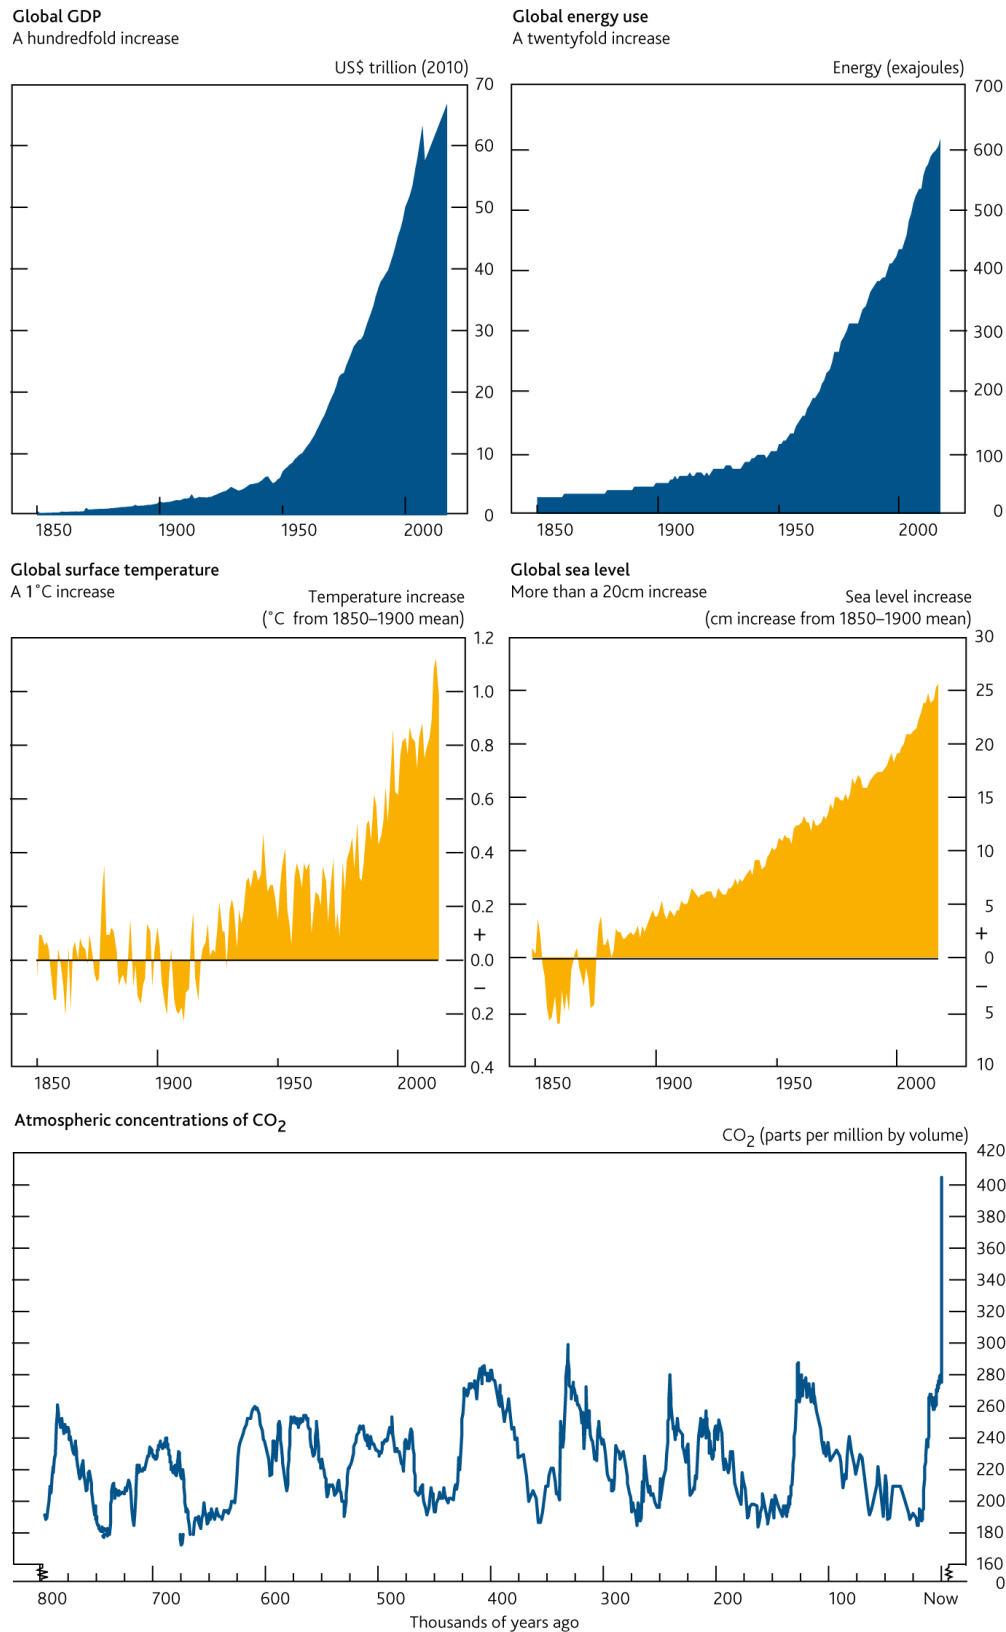 Global GDP
A hundredfold increase
US$ trillion (2010)
70
60
50
40
30
20
10
0
1850 1900 1950 2000
Global energy use
A twentyfold increase
Energy (exajoules)
700
600
500
400
300
200
100
0
1850 1900 1950 2000
Global surface temperature
A 1°C increase
Temperature increase
(°C from 1850–1900 mean)
1.2
1.0
0.8
0.6
0.4
0.2
+
0.0
–
0.2
0.4
1850 1900 1950 2000
Global sea level
More than a 20cm increase
Sea level increase
(cm increase from 1850–1900 mean)
30
25
20
15
10
5
+
0
–
5
10
1850 1900 1950 2000
Atmospheric concentrations of CO2
CO2 (parts per million by volume)
420
400
380
360
340
320
300
280
260
240
220
200
180
160
0
800 700 600 500 400 300 200 100 Now
Thousands of years ago